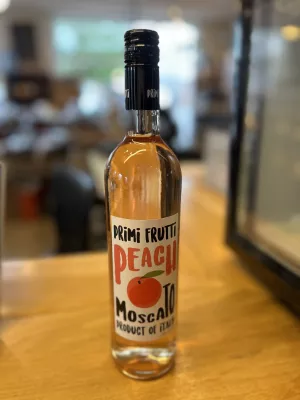 PRIMI FRUTTI
PEACH
MOSCATO
PRODUCT OF ITALY